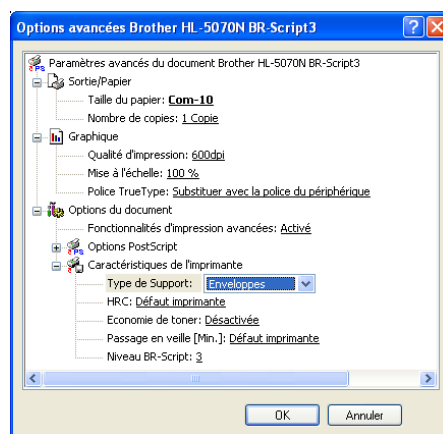 Options avancées Brother HL-5070N BR-Script3
Paramètres avancés du document Brother HL-5070N BR-Script3
Sortie/Papier
Taille du papier: Com-10
Nombre de copies: 1 Copie
Graphique
Qualité d'impression: 600dpi
Mise à l'échelle: 100 %
Police TrueType: Substituer avec la police du périphérique
Options du document
Fonctionnalités d'impression avancées: Activé
Options PostScript
Caractéristiques de l'imprimante
Type de Support: Enveloppes
HRC: Défaut imprimante
Economie de toner: Désactivée
Passage en veille [Min.]: Défaut imprimante
Niveau BR-Script: 3
OK Annuler